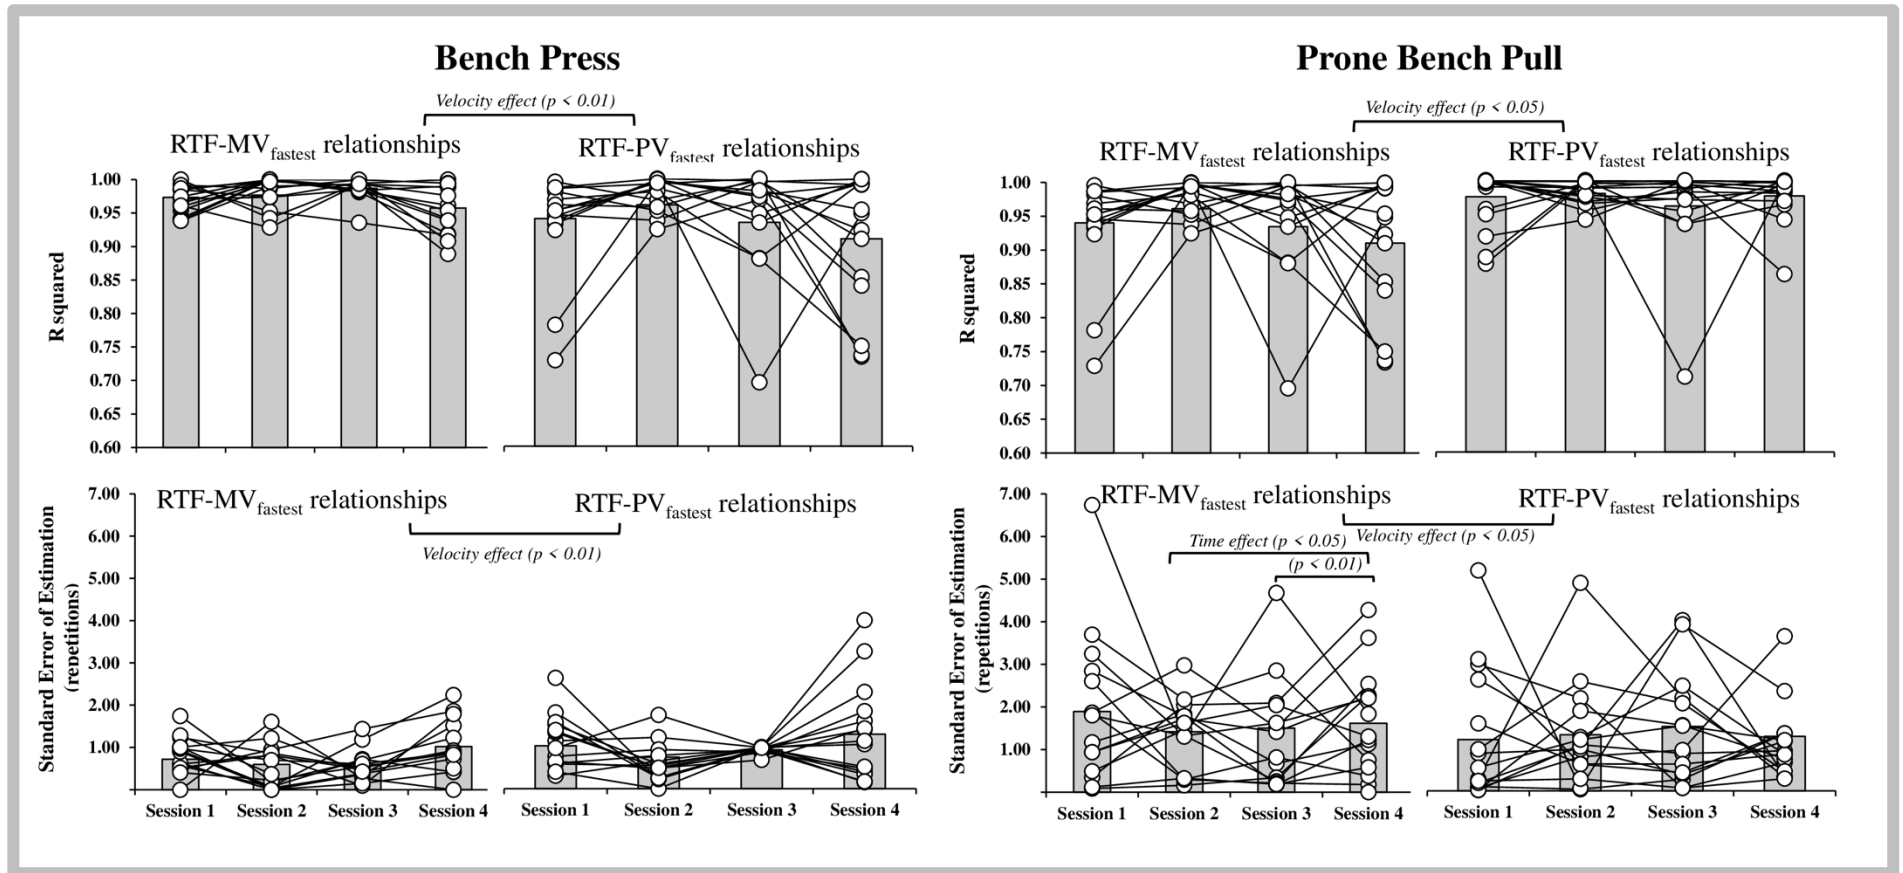 Bench Press
Prone Bench Pull
Velocity effect (p < 0.01)
Velocity effect (p < 0.05)
RTF-MVfastest relationships
RTF-PVfastest relationships
RTF-MVfastest relationships
RTF-PVfastest relationships
R squared
1.00
0.95
0.90
0.85
0.80
0.75
0.70
0.65
0.60
R squared
1.00
0.95
0.90
0.85
0.80
0.75
0.70
0.65
0.60
RTF-MVfastest relationships
RTF-PVfastest relationships
Velocity effect (p < 0.01)
Standard Error of Estimation
(repetitions)
7.00
6.00
5.00
4.00
3.00
2.00
1.00
Session 1 Session 2 Session 3 Session 4
Session 1 Session 2 Session 3 Session 4
RTF-MVfastest relationships
RTF-PVfastest relationships
Velocity effect (p < 0.05)
Time effect (p < 0.05)
(p < 0.01)
Standard Error of Estimation
(repetitions)
7.00
6.00
5.00
4.00
3.00
2.00
1.00
Session 1 Session 2 Session 3 Session 4
Session 1 Session 2 Session 3 Session 4